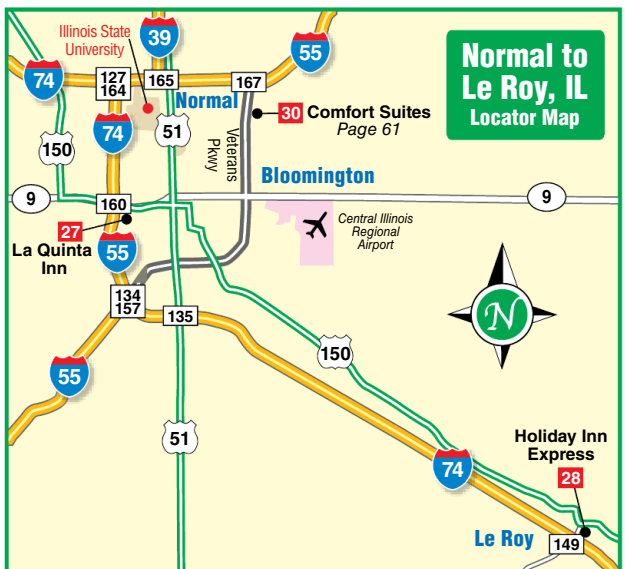 Normal to
Le Roy, IL
Locator Map
Illinois State
University
39
55
74
127
164
165
167
Normal
30 Comfort Suites
Page 61
74
51
Veterans
Pkwy
150
Bloomington
9
160
9
27
La Quinta
Inn
55
Central Illinois
Regional
Airport
134
157
135
N
150
55
51
Holiday Inn
Express
28
74
Le Roy
149